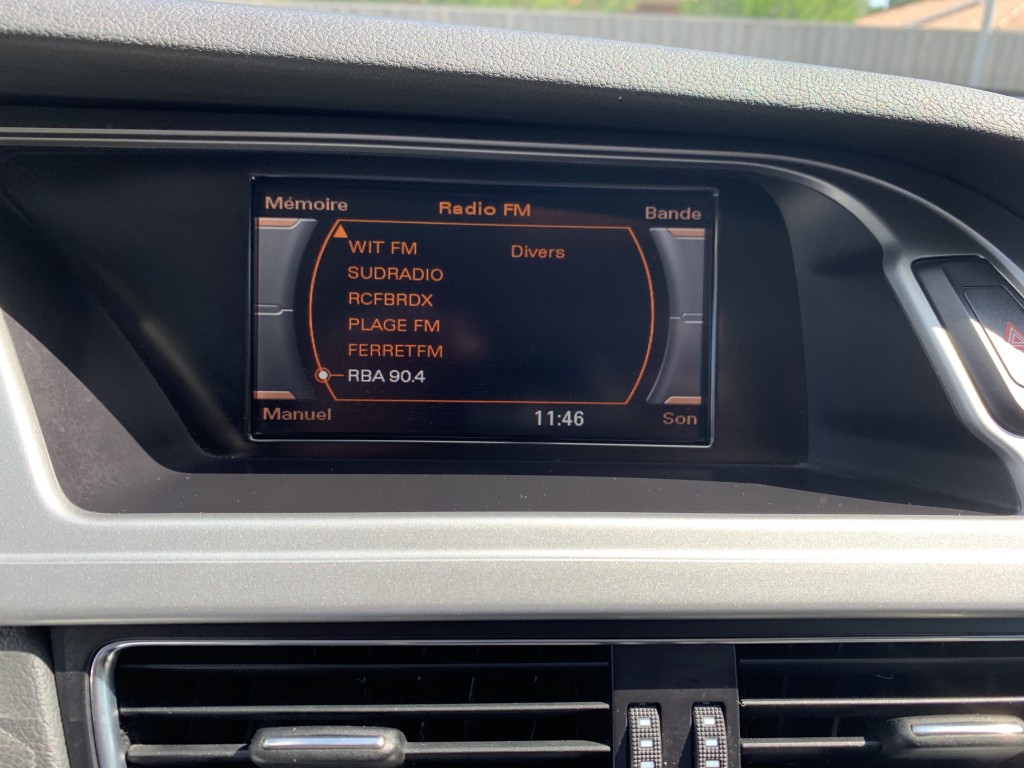 Mémoire
Radio FM
Bande
WIT FM
Divers
SUDRADIO
RCFBRDX
PLAGE FM
FERRETFM
RBA 90.4
Manuel
11:46
Son